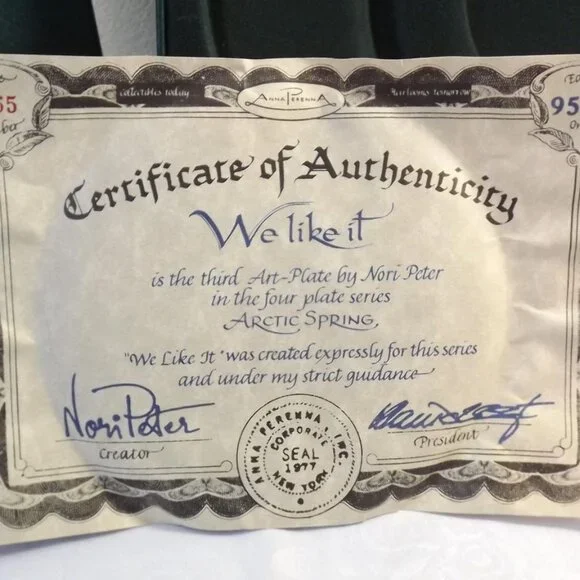 Collectibles today
Anna Perenna
Heirlooms tomorrow
55
95
Certificate of Authenticity
We like it
is the third Art-Plate by Nori Peter
in the four plate series
Arctic Spring,
"We Like It" was created expressly for this series
and under my strict guidance
Nori Peter
Creator
President
ANNA PERENNA, INC.
CORPORATE
SEAL
1977
NEW YORK